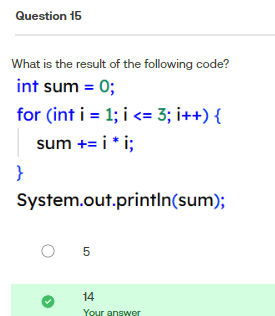 Question 15
What is the result of the following code?
int sum = 0;
for (int i = 1; i <= 3; i++) {
sum += i * i;
}
System.out.println(sum);
5
14
Your answer